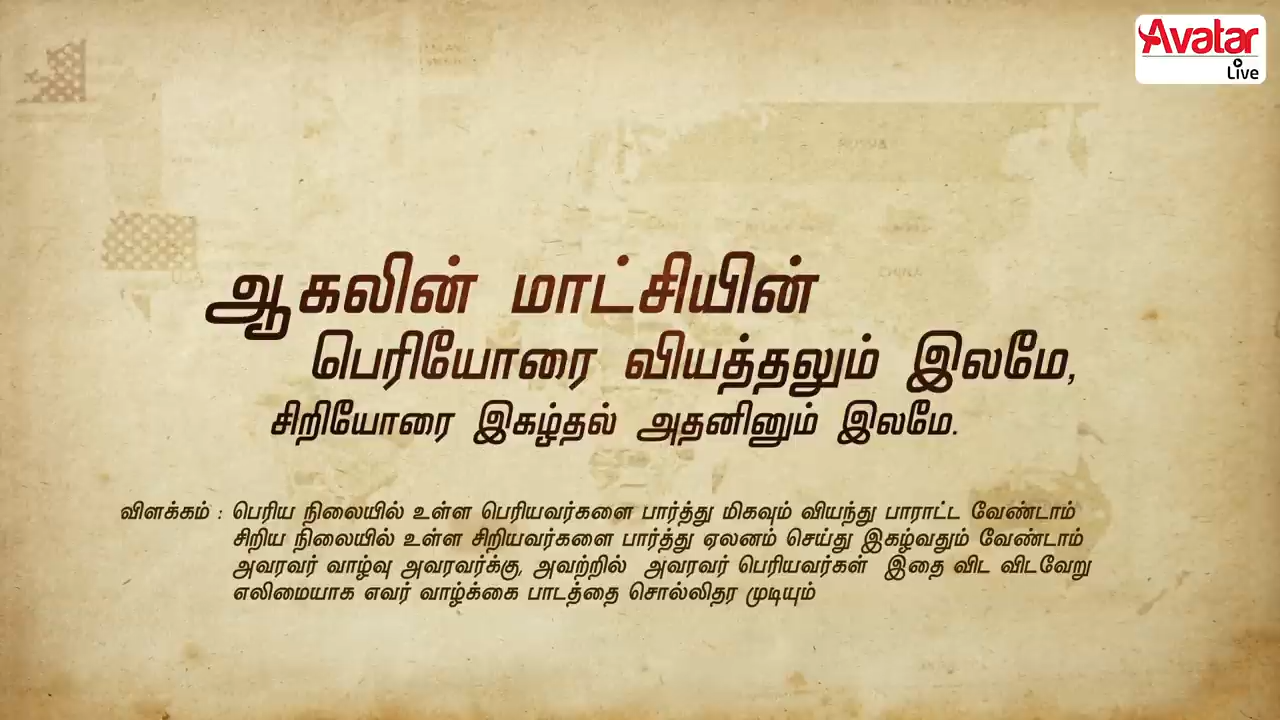 Avatar
Live
ஆகலின் மாட்சியின்
பெரியோரை வியத்தலும் இலமே,
சிறியோரை இகழ்தல் அதனினும் இலமே.
விளக்கம் : பெரிய நிலையில் உள்ள பெரியவர்களை பார்த்து மிகவும் வியந்து பாராட்ட வேண்டாம்
சிறிய நிலையில் உள்ள சிறியவர்களை பார்த்து ஏலனம் செய்து இகழ்வதும் வேண்டாம்
அவரவர் வாழ்வு அவரவர்க்கு, அவற்றில் அவரவர் பெரியவர்கள் இதை விட விடவேறு
எலிமையாக எவர் வாழ்க்கை பாடத்தை சொல்லிதர முடியும்